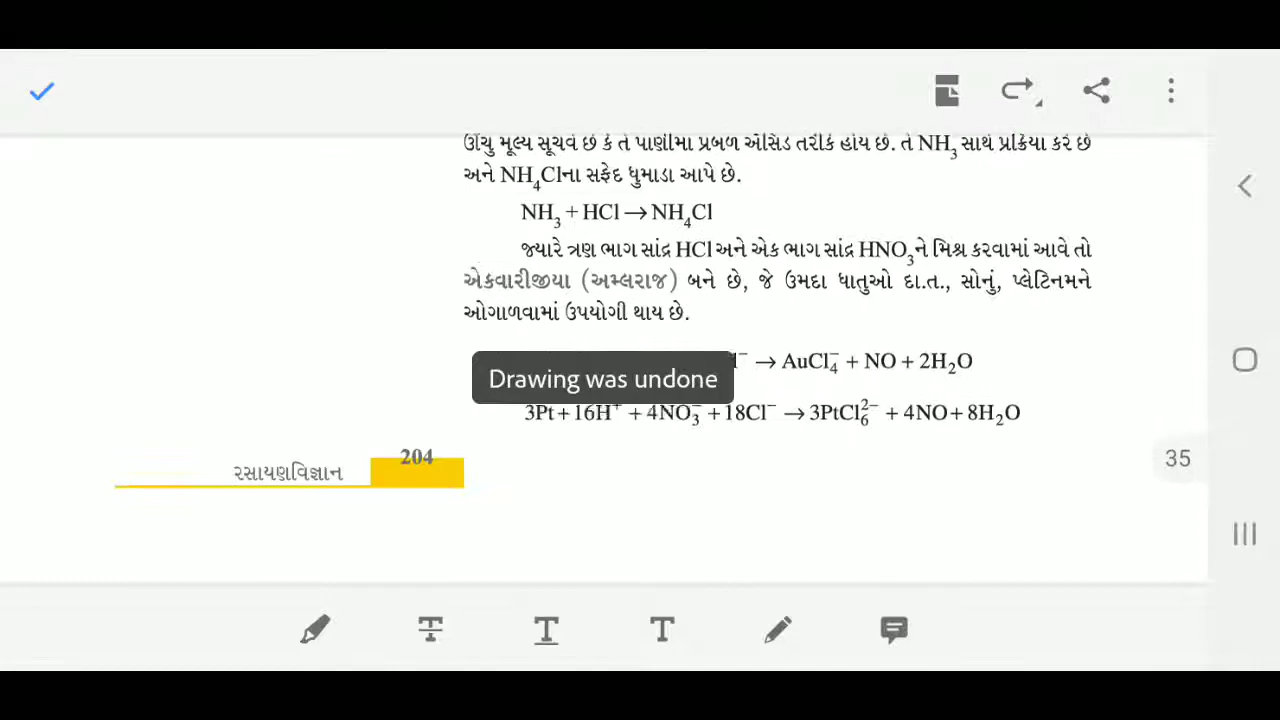 ઊંચુ મૂલ્ય સૂચવે છે કે તે પાણીમાં પ્રબળ ઍસિડ તરીકે હોય છે. તે NH₃ સાથે પ્રક્રિયા કરે છે
અને NH₄Clના સફેદ ધુમાડા આપે છે.
NH₃ + HCl → NH₄Cl
જ્યારે ત્રણ ભાગ સાંદ્ર HCl અને એક ભાગ સાંદ્ર HNO₃ને મિશ્ર કરવામાં આવે તો
એકવારીજીયા (અમ્લરાજ) બને છે, જે ઉમદા ધાતુઓ દા.ત., સોનું, પ્લેટિનમને
ઓગાળવામાં ઉપયોગી થાય છે.
⁻ → AuCl₄⁻ + NO + 2H₂O
Drawing was undone
3Pt + 16H⁺ + 4NO₃⁻ + 18Cl⁻ → 3PtCl₆²⁻ + 4NO + 8H₂O
રસાયણવિજ્ઞાન 204
35